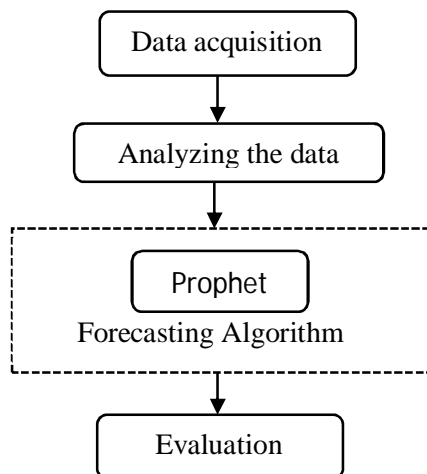 Data acquisition
Analyzing the data
Prophet
Forecasting Algorithm
Evaluation